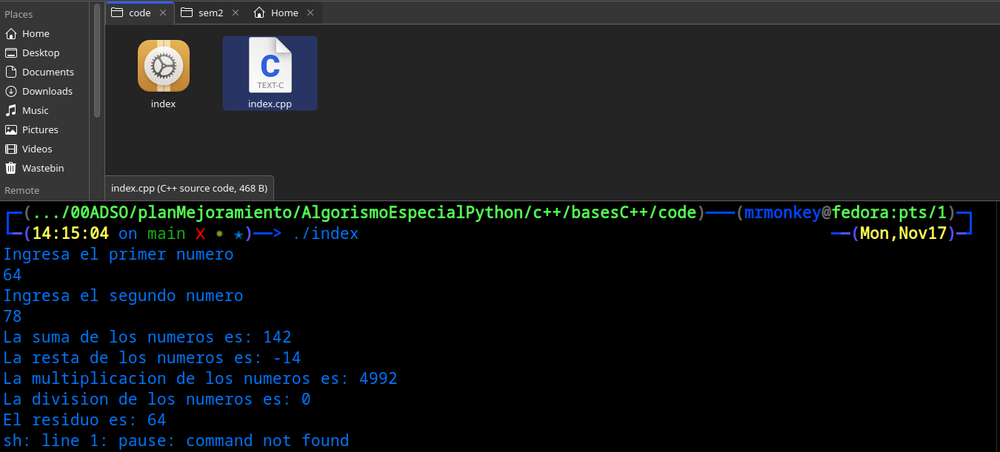 Places
Home
Desktop
Documents
Downloads
Music
Pictures
Videos
Wastebin
Remote
code sem2 Home
C
TEXT-C
index index.cpp
index.cpp (C++ source code, 468 B)
(.../00ADSO/planMejoramiento/AlgorismoEspecialPython/c++/basesC++/code)——(mrmonkey@fedora:pts/1)
(14:15:04 on main X ✹ ✭)——> ./index ——(Mon,Nov17)
Ingresa el primer numero
64
Ingresa el segundo numero
78
La suma de los numeros es: 142
La resta de los numeros es: -14
La multiplicacion de los numeros es: 4992
La division de los numeros es: 0
El residuo es: 64
sh: line 1: pause: command not found